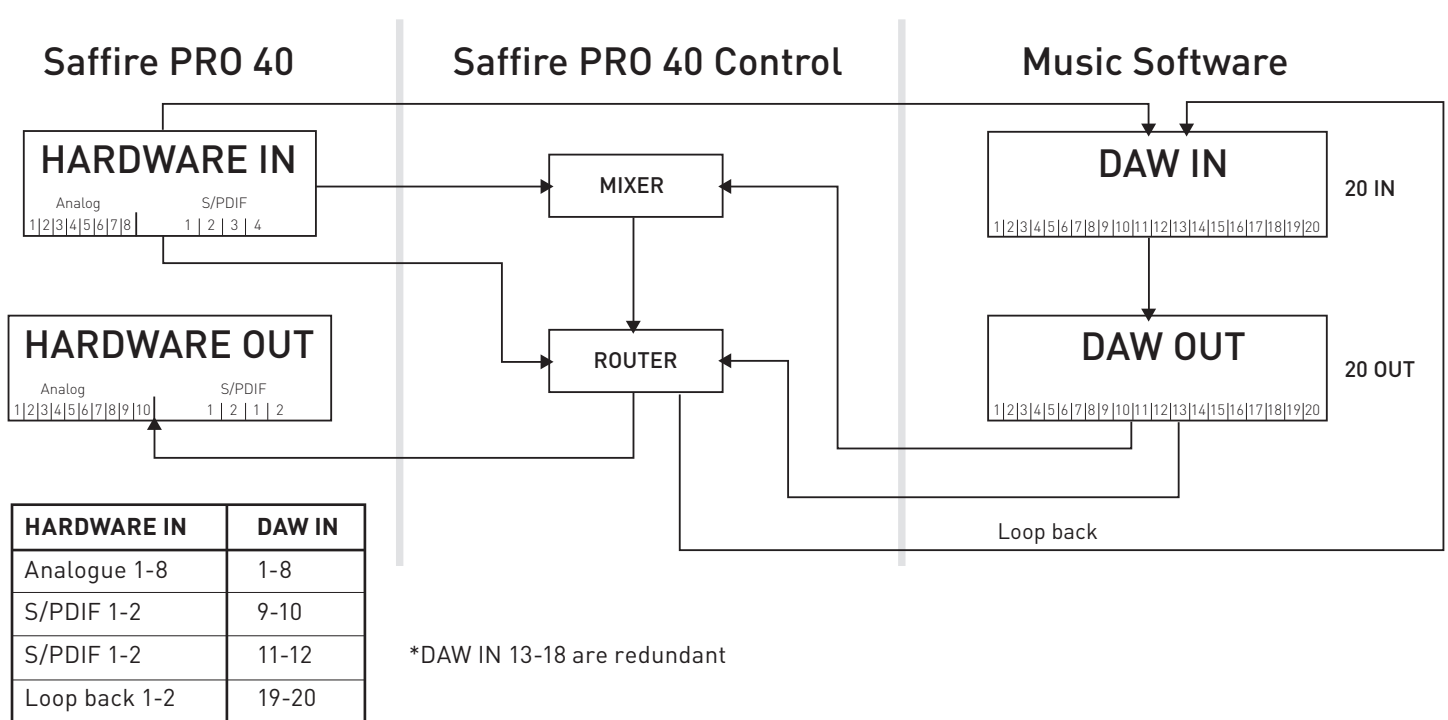 Saffire PRO 40
Saffire PRO 40 Control
Music Software
HARDWARE IN
Analog S/PDIF
1|2|3|4|5|6|7|8| 1 | 2 | 3 | 4
MIXER
DAW IN
1|2|3|4|5|6|7|8|9|10|11|12|13|14|15|16|17|18|19|20
20 IN
HARDWARE OUT
Analog S/PDIF
1|2|3|4|5|6|7|8|9|10| 1 | 2 | 1 | 2
ROUTER
DAW OUT
1|2|3|4|5|6|7|8|9|10|11|12|13|14|15|16|17|18|19|20
20 OUT
Loop back
HARDWARE IN DAW IN
Analogue 1-8 1-8
S/PDIF 1-2 9-10
S/PDIF 1-2 11-12
Loop back 1-2 19-20
*DAW IN 13-18 are redundant